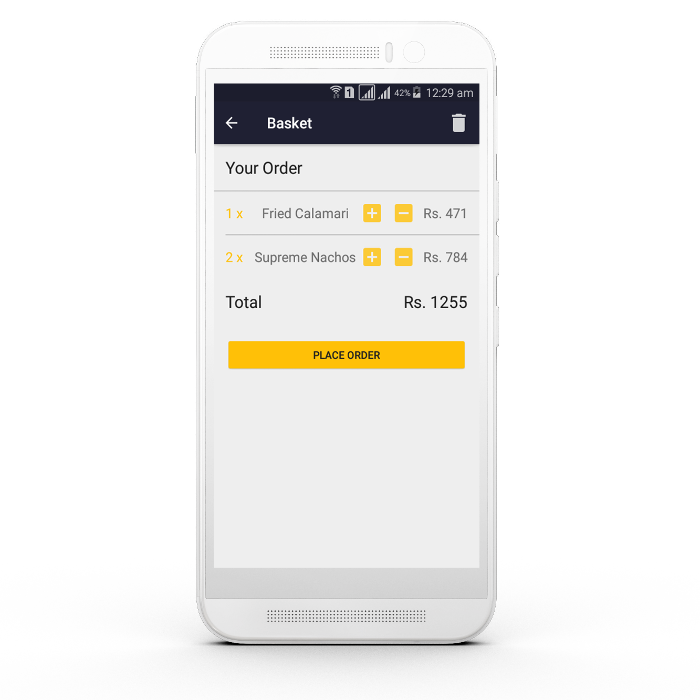 1 42% 12:29 am
Basket
Your Order
1 x Fried Calamari Rs. 471
2 x Supreme Nachos Rs. 784
Total Rs. 1255
PLACE ORDER